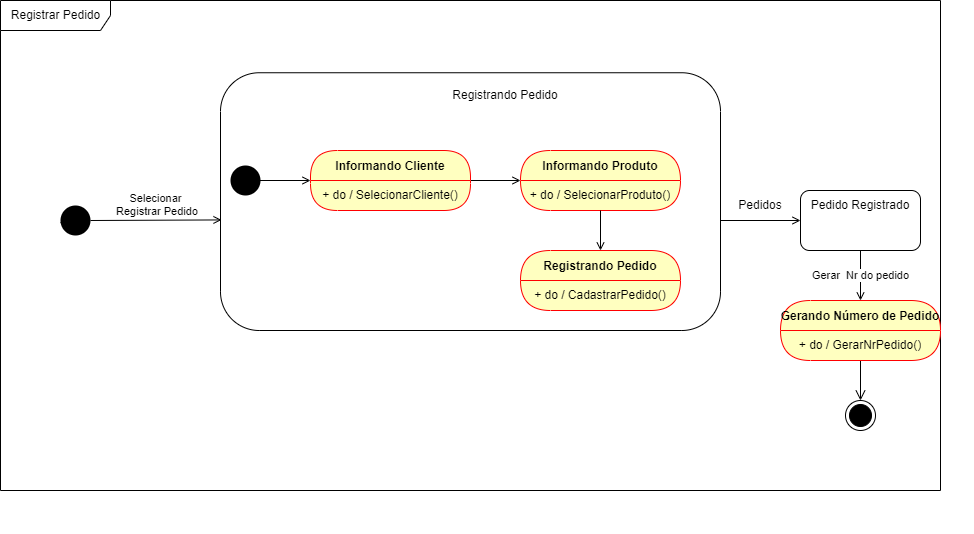 Registrar Pedido
Registrando Pedido
Selecionar
Registrar Pedido
Informando Cliente
+ do / SelecionarCliente()
Informando Produto
+ do / SelecionarProduto()
Registrando Pedido
+ do / CadastrarPedido()
Pedidos
Pedido Registrado
Gerar Nr do pedido
Gerando Número de Pedido
+ do / GerarNrPedido()